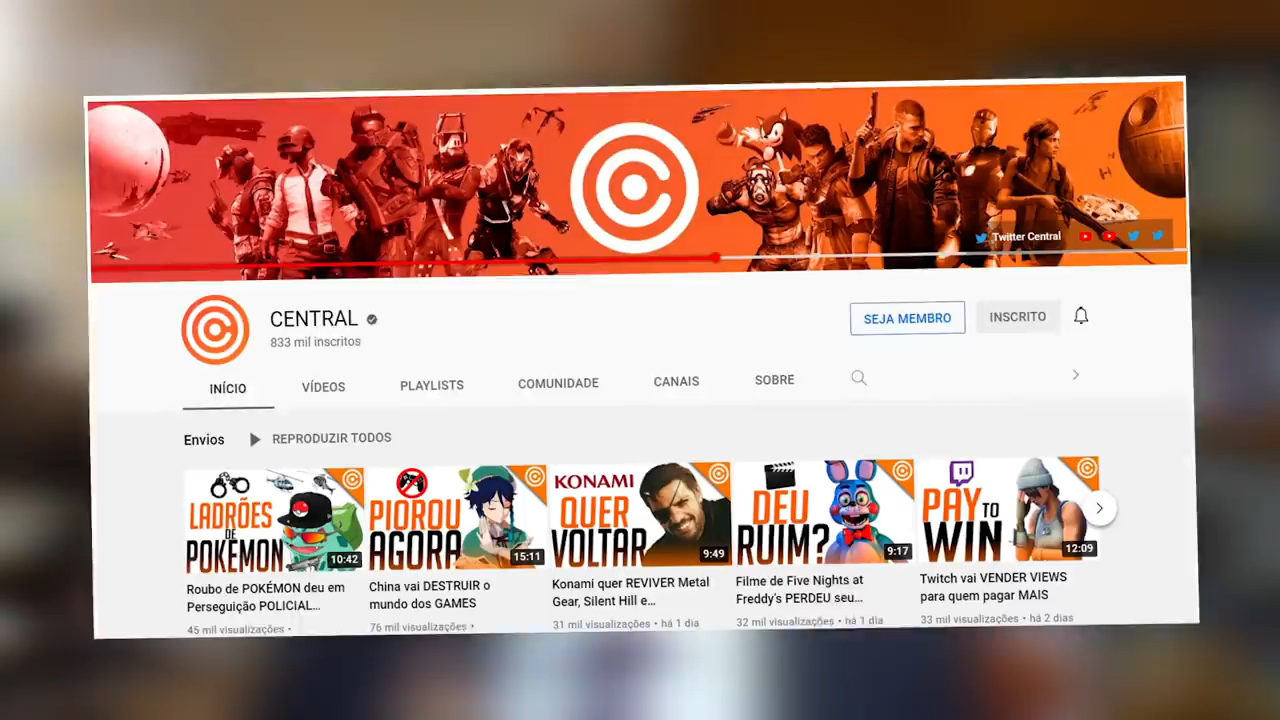 Twitter Central
CENTRAL
833 mil inscritos
SEJA MEMBRO
INSCRITO
INÍCIO
VÍDEOS
PLAYLISTS
COMUNIDADE
CANAIS
SOBRE
Envios
REPRODUZIR TODOS
LADRÕES
DE
POKÉMON
10:42
PIOROU
AGORA
15:11
KONAMI
QUER
VOLTAR
9:49
DEU
RUIM?
9:17
PAY TO
WIN
12:09
Roubo de POKÉMON deu em
Perseguição POLICIAL...
45 mil visualizações •
China vai DESTRUIR o
mundo dos GAMES
76 mil visualizações •
Konami quer REVIVER Metal
Gear, Silent Hill e...
31 mil visualizações • há 1 dia
Filme de Five Nights at
Freddy's PERDEU seu...
32 mil visualizações • há 1 dia
Twitch vai VENDER VIEWS
para quem pagar MAIS
33 mil visualizações • há 2 dias